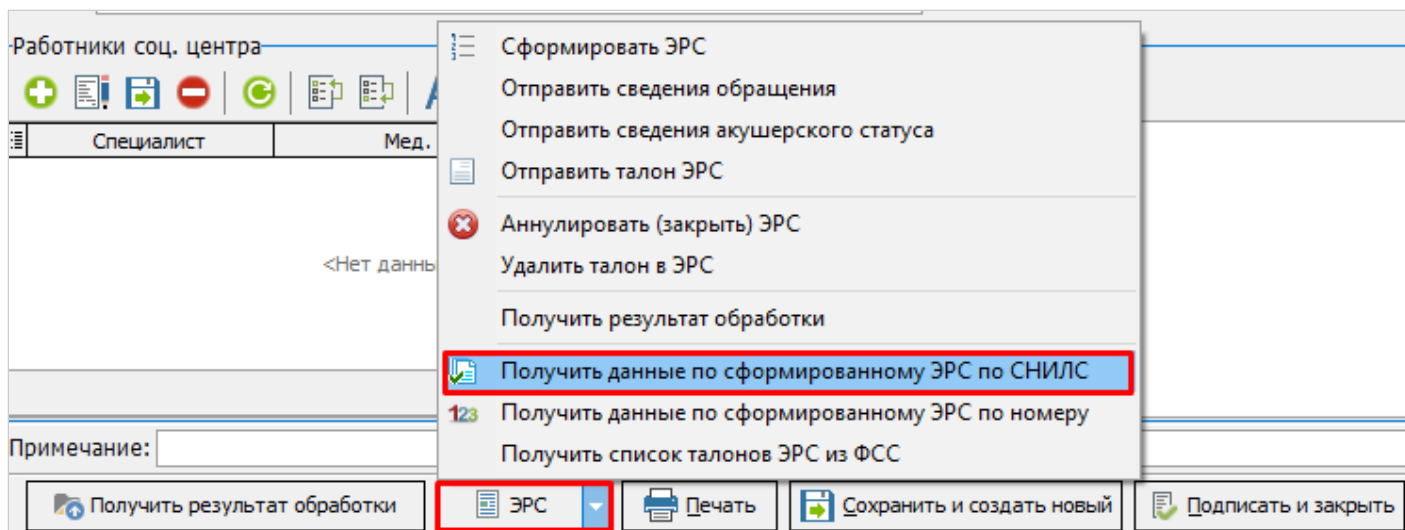 Работники соц. центра
Специалист
Мед.
<Нет данны
Сформировать ЭРС
Отправить сведения обращения
Отправить сведения акушерского статуса
Отправить талон ЭРС
Аннулировать (закрыть) ЭРС
Удалить талон в ЭРС
Получить результат обработки
Получить данные по сформированному ЭРС по СНИЛС
123 Получить данные по сформированному ЭРС по номеру
Получить список талонов ЭРС из ФСС
Примечание:
Получить результат обработки ЭРС Печать Сохранить и создать новый Подписать и закрыть